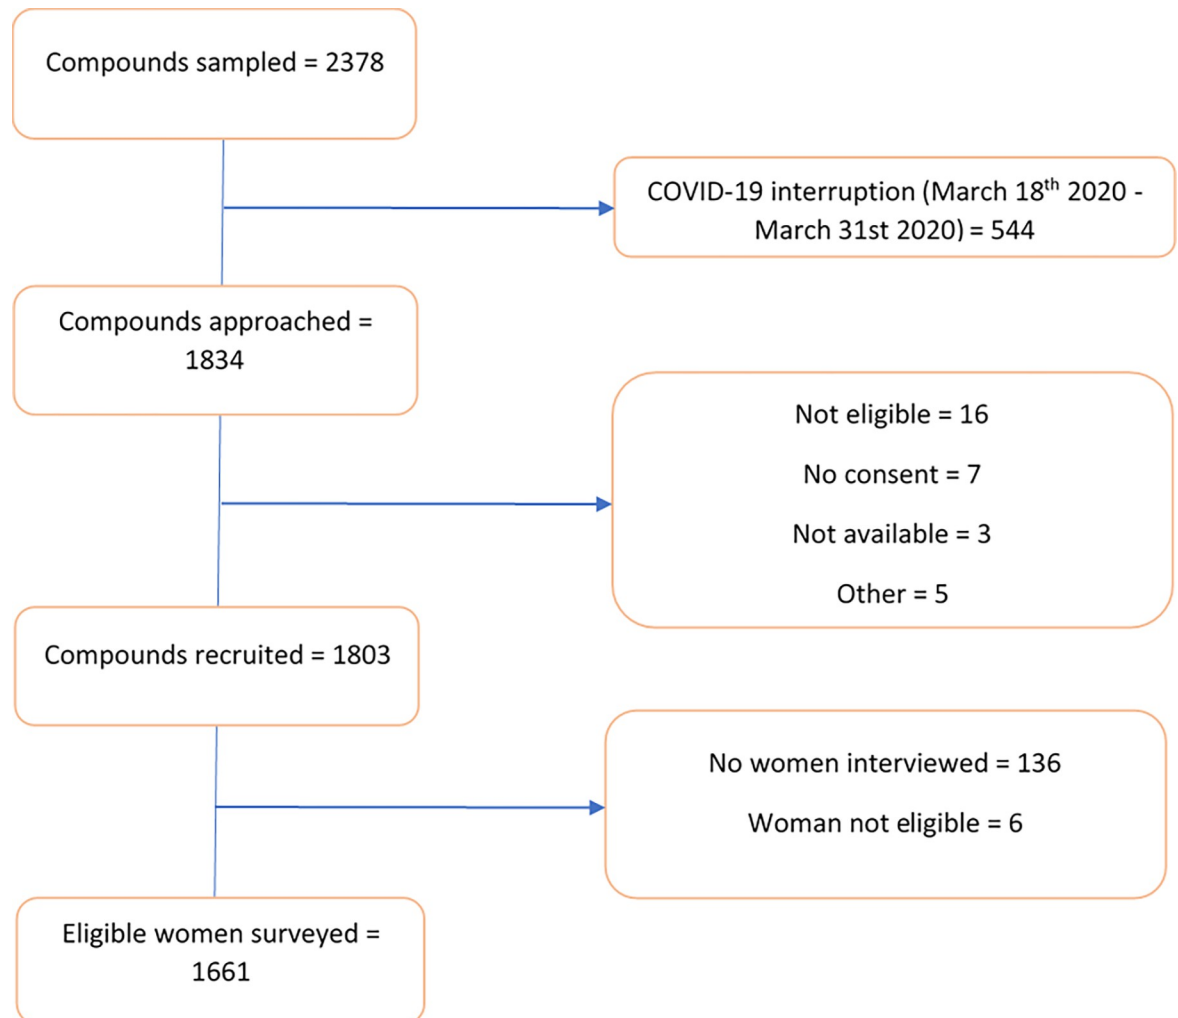 Compounds sampled = 2378
COVID-19 interruption (March 18th 2020 -
March 31st 2020) = 544
Compounds approached =
1834
Not eligible = 16
No consent = 7
Not available = 3
Other = 5
Compounds recruited = 1803
No women interviewed = 136
Woman not eligible = 6
Eligible women surveyed =
1661